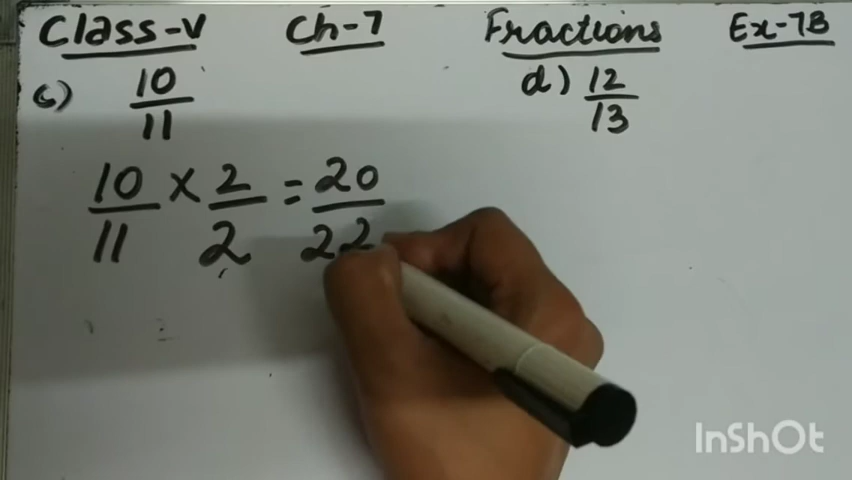 Class-V Ch-7 Fractions Ex-7B
c) 10/11 d) 12/13
10/11 × 2/2 = 20/22
InShOt